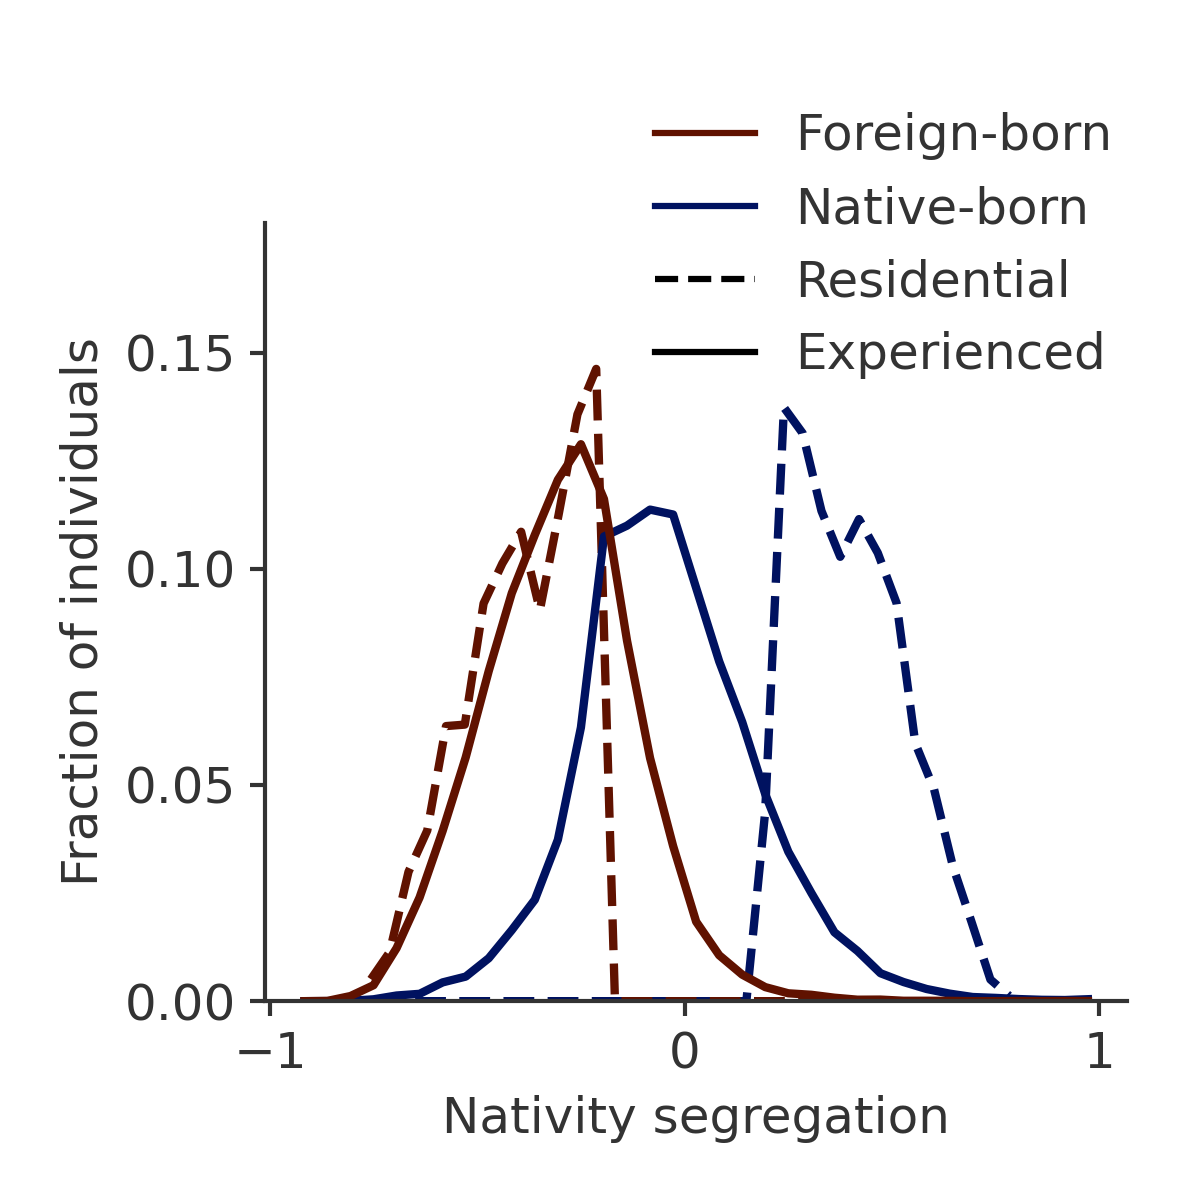 Foreign-born
Native-born
Residential
Experienced
Fraction of individuals
0.15
0.10
0.05
0.00
−1
0
1
Nativity segregation